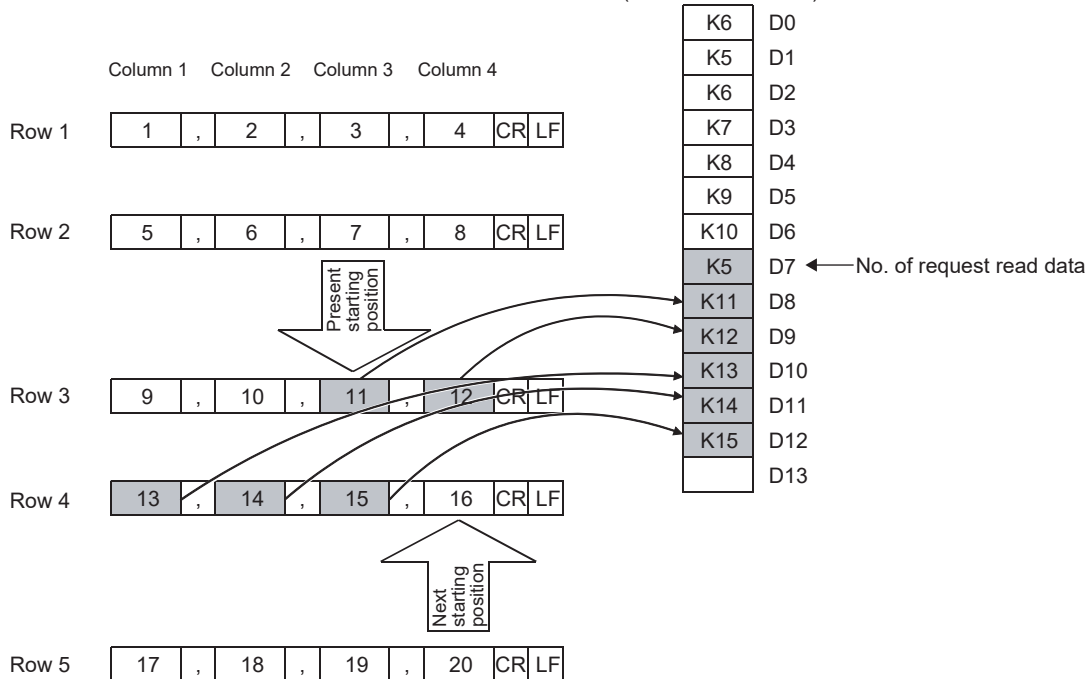 K6 D0
K5 D1
Column 1 Column 2 Column 3 Column 4
K6 D2
Row 1 1 , 2 , 3 , 4 CR LF
K7 D3
K8 D4
K9 D5
Row 2 5 , 6 , 7 , 8 CR LF
K10 D6
K5 D7 No. of request read data
Present
starting
position
K11 D8
K12 D9
K13 D10
Row 3 9 , 10 , 11 , 12 CR LF
K14 D11
K15 D12
D13
Row 4 13 , 14 , 15 , 16 CR LF
Next
starting
position
Row 5 17 , 18 , 19 , 20 CR LF